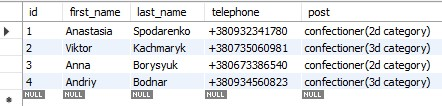 id first_name last_name telephone post
1 Anastasia Spodarenko +380932341780 confectioner(2d category)
2 Viktor Kachmaryk +380735060981 confectioner(3d category)
3 Anna Borysyuk +380673386540 confectioner(2d category)
4 Andriy Bodnar +380934560823 confectioner(3d category)
NULL NULL NULL NULL NULL